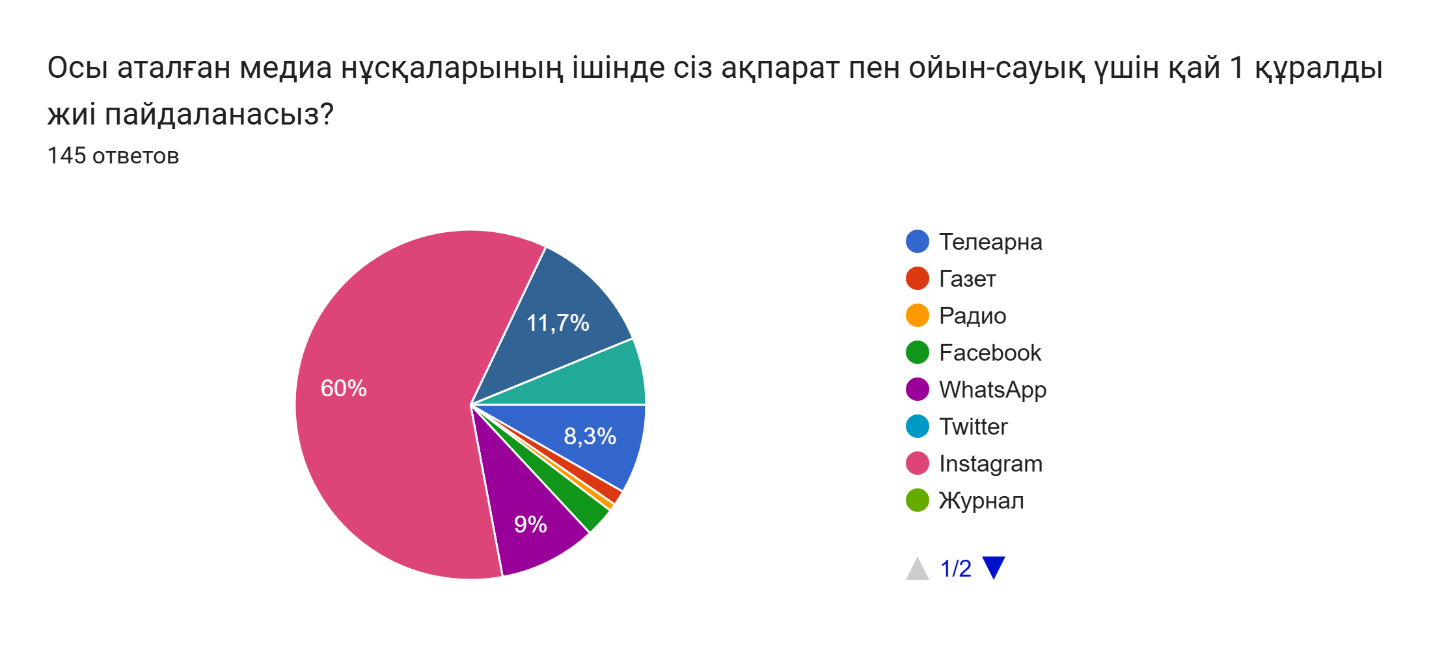 Осы аталған медиа нұсқаларының ішінде сіз ақпарат пен ойын-сауық үшін қай 1 құралды
жиі пайдаланасыз?
145 ответов
11,7%
60%
8,3%
9%
Телеарна
Газет
Радио
Facebook
WhatsApp
Twitter
Instagram
Журнал
1/2